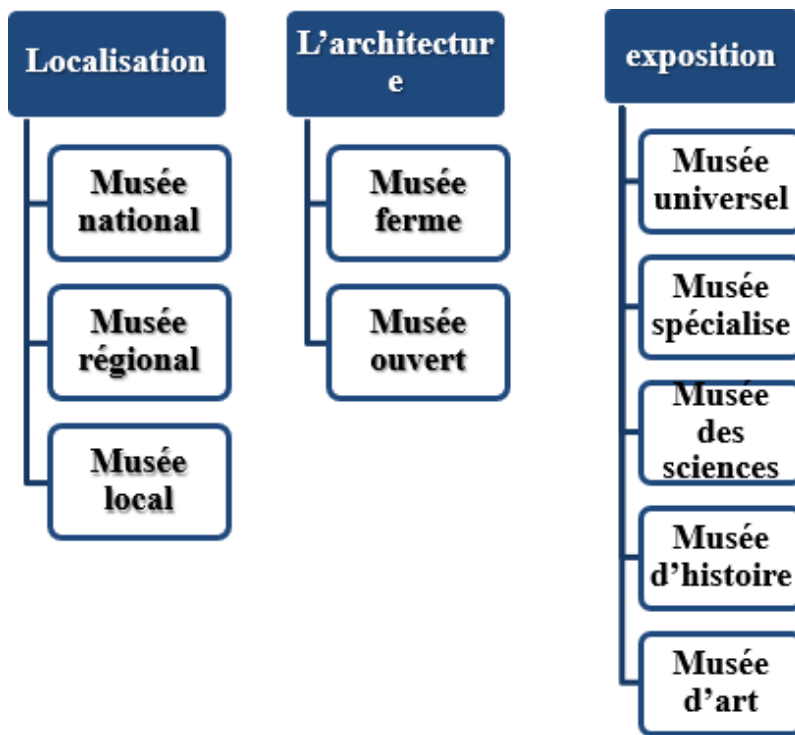 Localisation
Musée
national
Musée
régional
Musée
local
L’architectur
e
Musée
ferme
Musée
ouvert
exposition
Musée
universel
Musée
spécialise
Musée
des
sciences
Musée
d’histoire
Musée
d’art